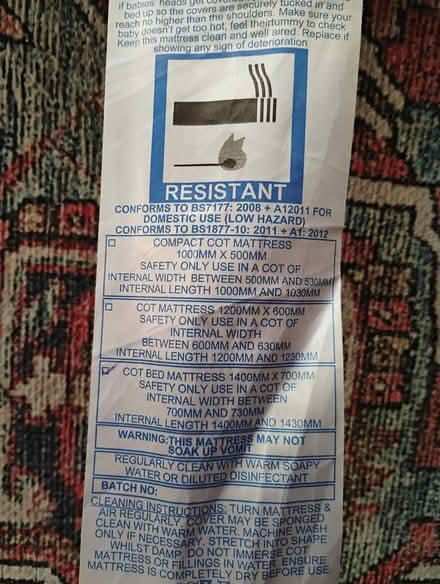 if babies' heads get cover
bed up so the covers are securely tucked in and
reach no higher than the shoulders. Make sure your
baby doesn't get too hot, feel their tummy to check
Keep this mattress clean and well aired. Replace if
showing any sign of deterioration
RESISTANT
CONFORMS TO BS7177: 2008 + A12011 FOR
DOMESTIC USE (LOW HAZARD)
CONFORMS TO BS1877-10: 2011 + A1: 2012
COMPACT COT MATTRESS
1000MM X 500MM
SAFETY ONLY USE IN A COT OF
INTERNAL WIDTH BETWEEN 500MM AND 530MM
INTERNAL LENGTH 1000MM AND 1030MM
COT MATTRESS 1200MM X 600MM
SAFETY ONLY USE IN A COT OF
INTERNAL WIDTH
BETWEEN 600MM AND 630MM
INTERNAL LENGTH 1200MM AND 1230MM
COT BED MATTRESS 1400MM X 700MM
SAFETY ONLY USE IN A COT OF
INTERNAL WIDTH BETWEEN
700MM AND 730MM
INTERNAL LENGTH 1400MM AND 1430MM
WARNING:THIS MATTRESS MAY NOT
SOAK UP VOMIT
REGULARLY CLEAN WITH WARM SOAPY
WATER OR DILUTED DISINFECTANT
BATCH NO:
CLEANING INSTRUCTIONS: TURN MATTRESS &
AIR REGULARLY. COVER MAY BE SPONGED
CLEAN WITH WARM WATER. MACHINE WASH
ONLY IF NECESSARY. STRETCH INTO SHAPE
WHILST DAMP. DO NOT IMMERSE COT
MATTRESS OR FILLINGS IN WATER. ENSURE
MATTRESS IS COMPLETELY DRY BEFORE USE